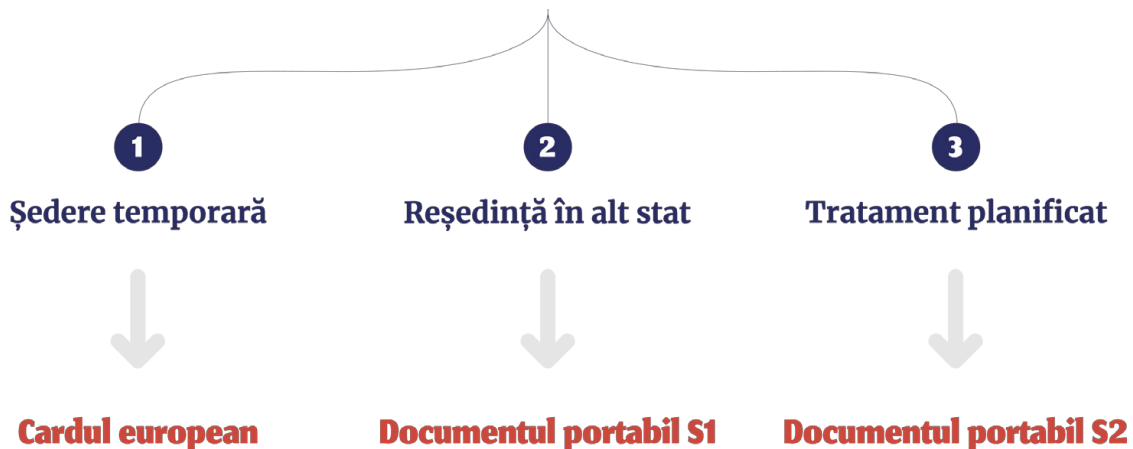 1
2
3
Ședere temporară
Reședință în alt stat
Tratament planificat
Cardul european
Documentul portabil S1
Documentul portabil S2